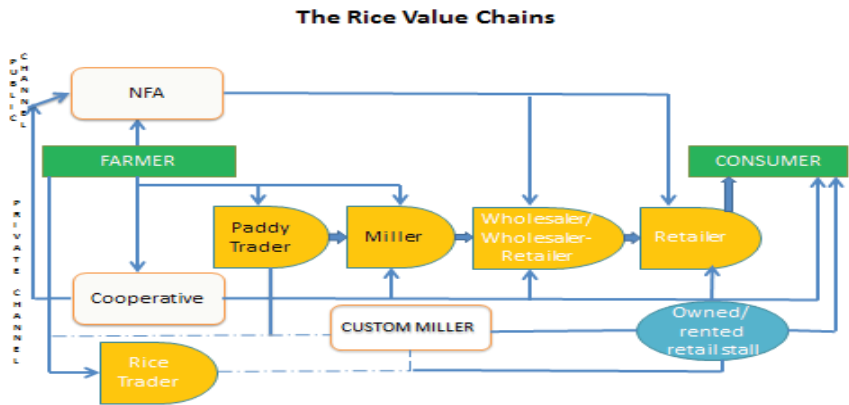 The Rice Value Chains
PUBLIC
CHANNEL
NFA
FARMER
CONSUMER
Paddy
Trader
Miller
Wholesaler/
Wholesaler-
Retailer
Retailer
PRIVATE CHANNEL
Cooperative
CUSTOM MILLER
Owned/
rented
retail stall
Rice
Trader